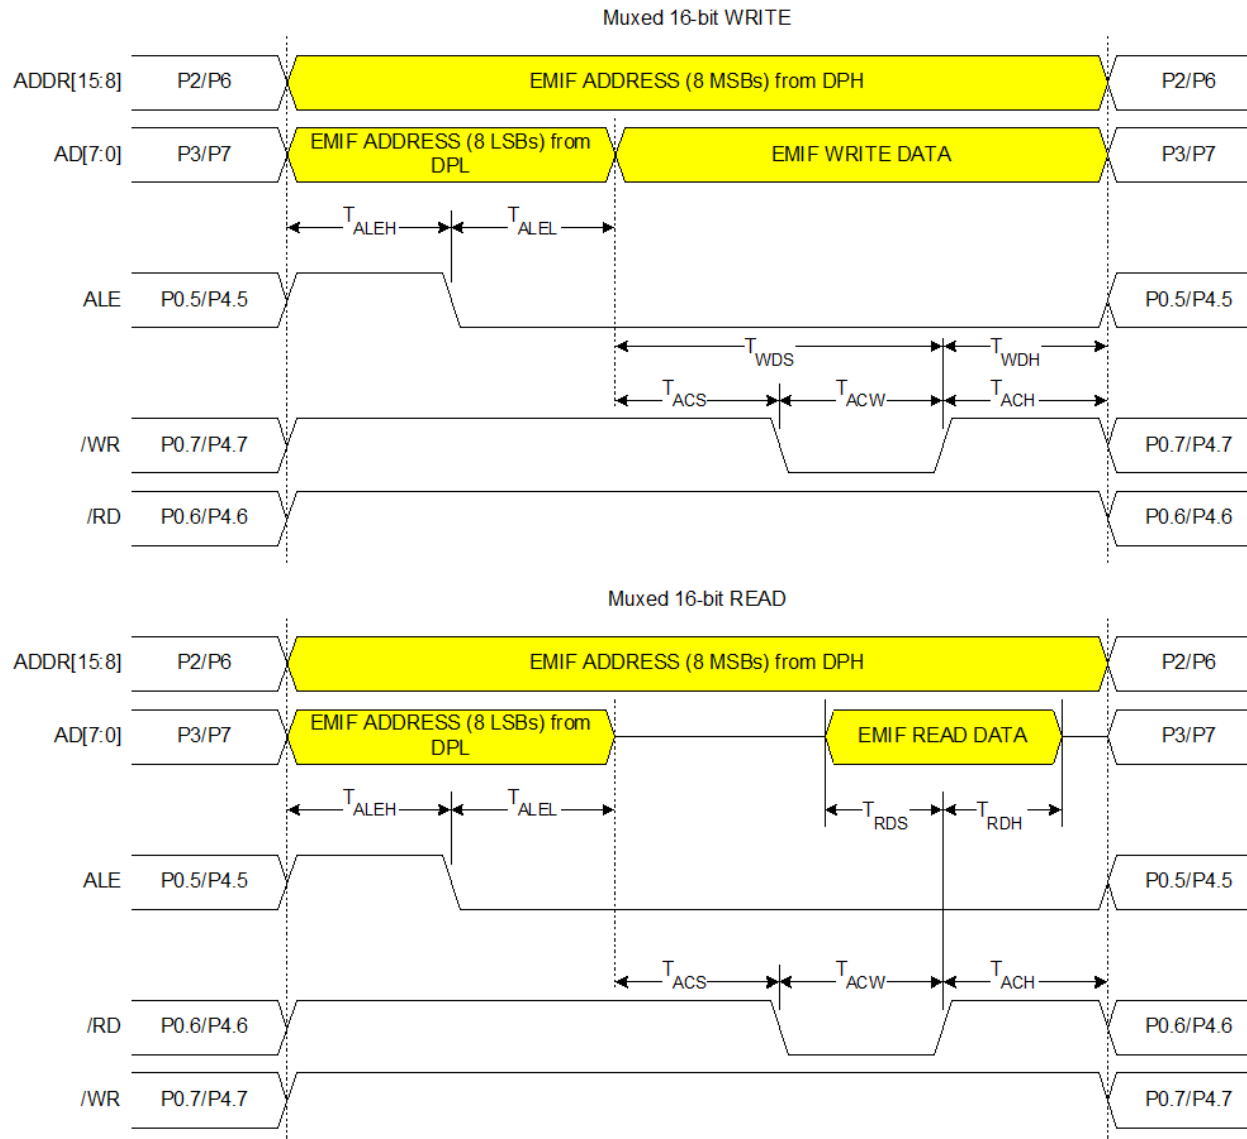 Muxed 16-bit WRITE
ADDR[15:8] P2/P6 EMIF ADDRESS (8 MSBs) from DPH P2/P6
AD[7:0] P3/P7 EMIF ADDRESS (8 LSBs) from DPL EMIF WRITE DATA P3/P7
TALEH TALEL
ALE P0.5/P4.5 P0.5/P4.5
TWDS TWDH
TACS TACW TACH
/WR P0.7/P4.7 P0.7/P4.7
/RD P0.6/P4.6 P0.6/P4.6
Muxed 16-bit READ
ADDR[15:8] P2/P6 EMIF ADDRESS (8 MSBs) from DPH P2/P6
AD[7:0] P3/P7 EMIF ADDRESS (8 LSBs) from DPL EMIF READ DATA P3/P7
TALEH TALEL TRDS TRDH
ALE P0.5/P4.5 P0.5/P4.5
TACS TACW TACH
/RD P0.6/P4.6 P0.6/P4.6
/WR P0.7/P4.7 P0.7/P4.7